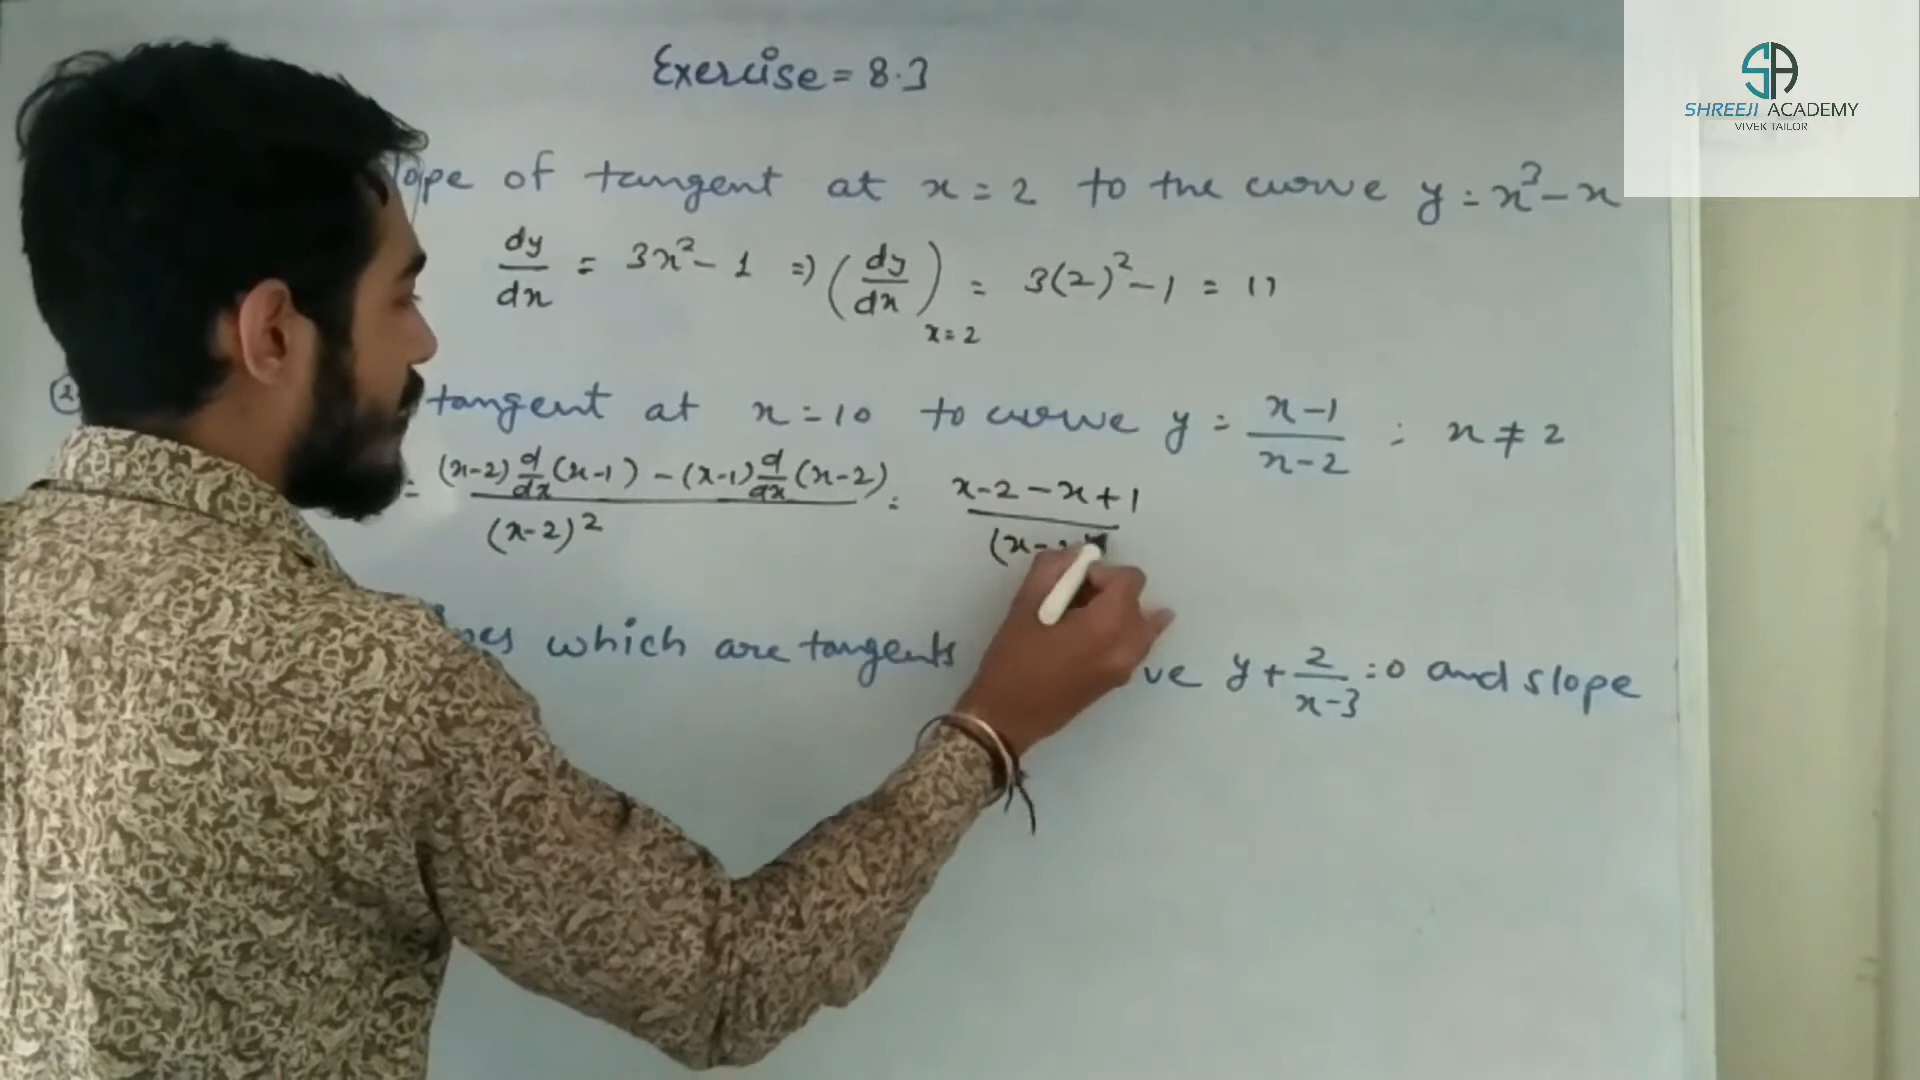 Exercise = 8.3
SHREEJI ACADEMY
VIVEK TAILOR
lope of tangent at x = 2 to the curve y = x³ - x
dy/dx = 3x² - 1 ⇒ (dy/dx)x=2 = 3(2)² - 1 = 11
② tangent at x = 10 to curve y = x-1/x-2 : x ≠ 2
= (x-2) d/dx (x-1) - (x-1) d/dx (x-2) / (x-2)² = x-2-x+1 / (x-
which are tangents ve y + 2/x-3 = 0 and slope